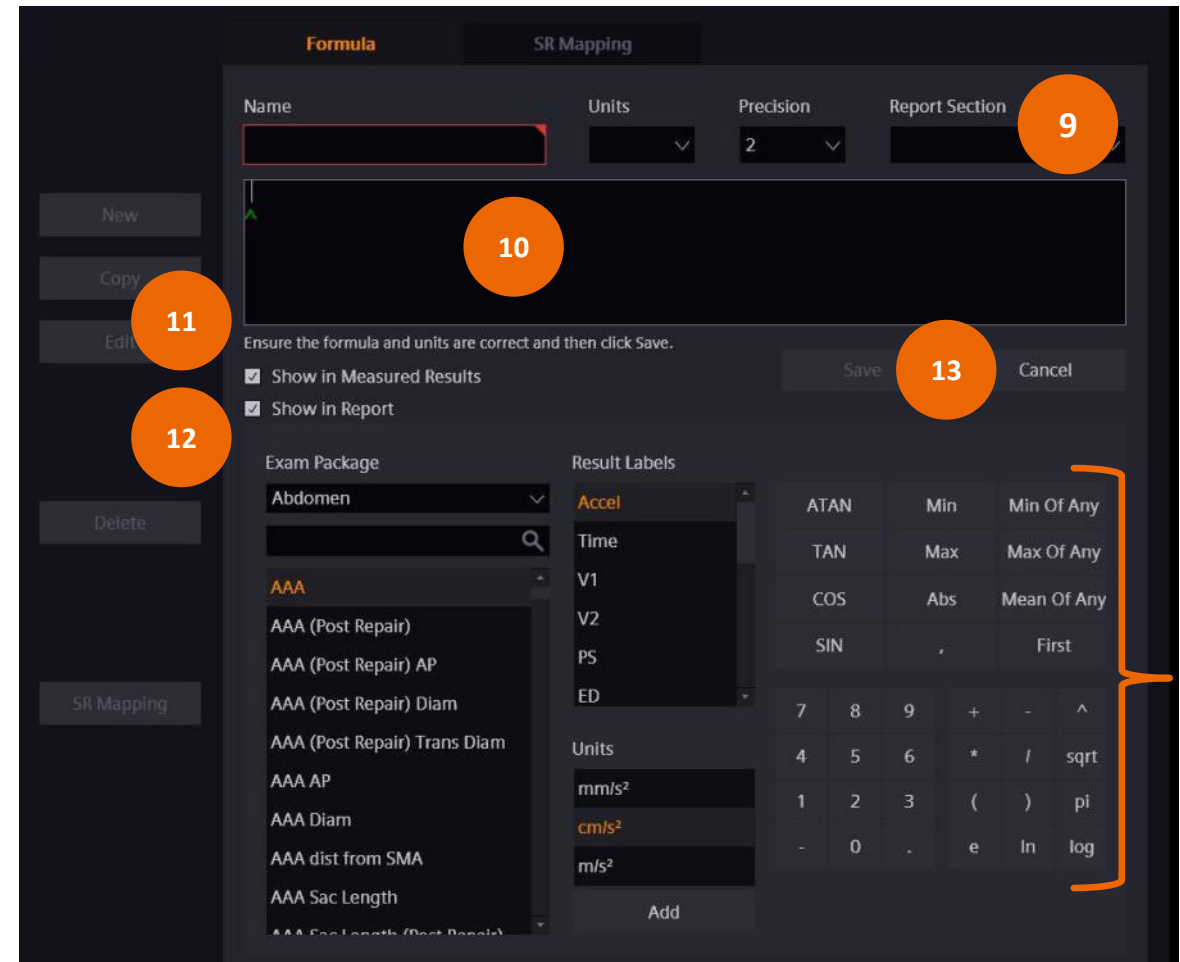 Formula SR Mapping
Name Units Precision Report Section
9
2
New
10
Copy
11
Edit
Ensure the formula and units are correct and then click Save.
Show in Measured Results
Save 13 Cancel
Show in Report
12
Exam Package Result Labels
Abdomen
Accel
ATAN Min Min Of Any
Delete
Time
TAN Max Max Of Any
AAA
V1
COS Abs Mean Of Any
AAA (Post Repair)
V2
SIN , First
AAA (Post Repair) AP
PS
SR Mapping
AAA (Post Repair) Diam
ED
7 8 9 + - ^
AAA (Post Repair) Trans Diam
Units
4 5 6 * / sqrt
AAA AP
mm/s²
1 2 3 ( ) pi
AAA Diam
cm/s²
- 0 . e ln log
AAA dist from SMA
m/s²
AAA Sac Length
Add
AAA Sac Length (Post Repair)